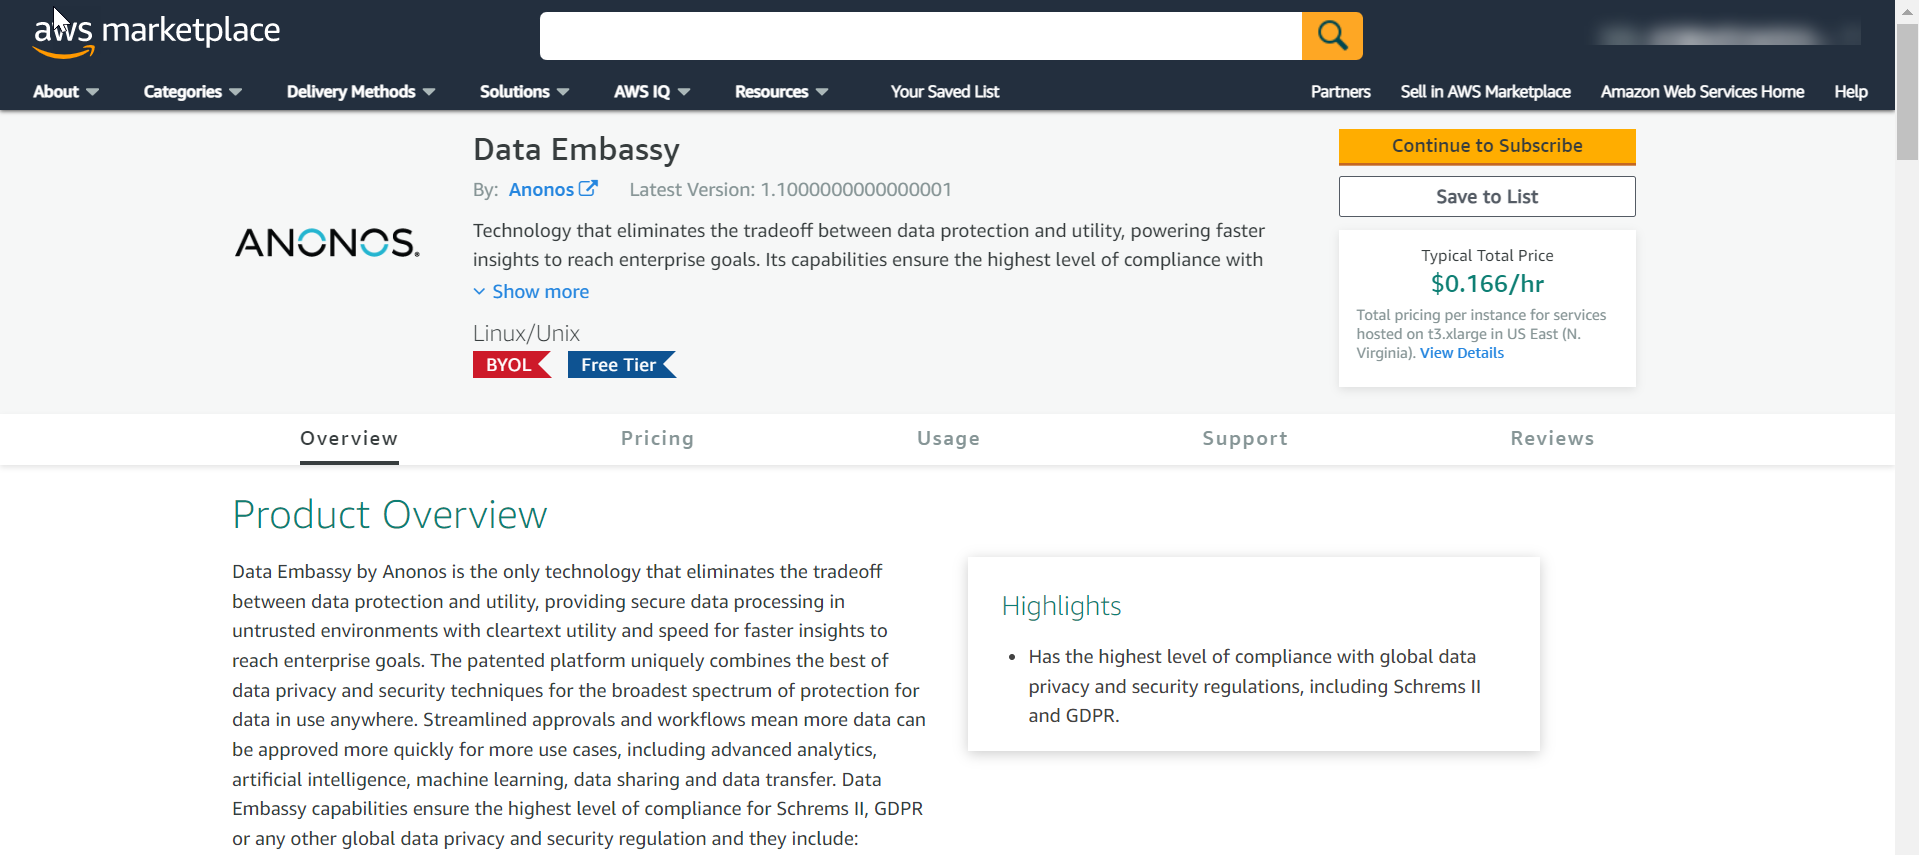 aws marketplace
About Categories Delivery Methods Solutions AWS IQ Resources Your Saved List Partners Sell in AWS Marketplace Amazon Web Services Home Help
ANONOS.
Data Embassy
By: Anonos Latest Version: 1.1000000000000001
Technology that eliminates the tradeoff between data protection and utility, powering faster
insights to reach enterprise goals. Its capabilities ensure the highest level of compliance with
Show more
Linux/Unix
BYOL Free Tier
Continue to Subscribe
Save to List
Typical Total Price
$0.166/hr
Total pricing per instance for services
hosted on t3.xlarge in US East (N.
Virginia). View Details
Overview Pricing Usage Support Reviews
Product Overview
Data Embassy by Anonos is the only technology that eliminates the tradeoff
between data protection and utility, providing secure data processing in
untrusted environments with cleartext utility and speed for faster insights to
reach enterprise goals. The patented platform uniquely combines the best of
data privacy and security techniques for the broadest spectrum of protection for
data in use anywhere. Streamlined approvals and workflows mean more data can
be approved more quickly for more use cases, including advanced analytics,
artificial intelligence, machine learning, data sharing and data transfer. Data
Embassy capabilities ensure the highest level of compliance for Schrems II, GDPR
or any other global data privacy and security regulation and they include:
Highlights
• Has the highest level of compliance with global data
privacy and security regulations, including Schrems II
and GDPR.